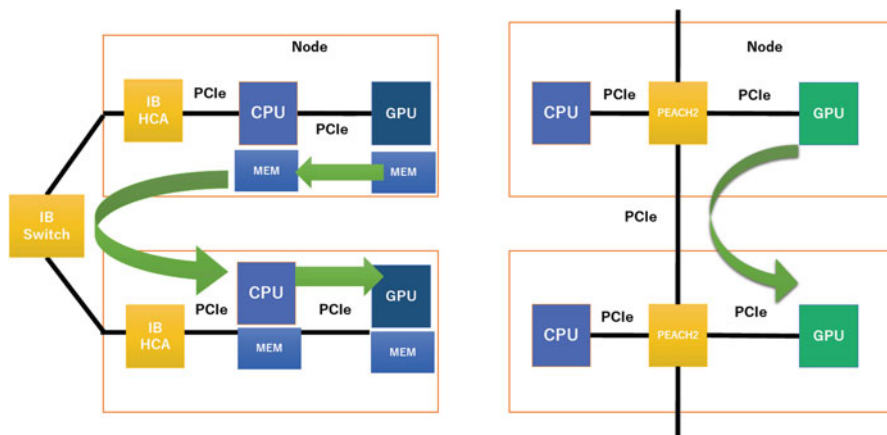 Node
IB
HCA
PCIe
CPU
PCIe
GPU
MEM
MEM
IB
Switch
IB
HCA
PCIe
CPU
PCIe
GPU
MEM
MEM
Node
CPU
PCIe
PEACH2
PCIe
GPU
PCIe
CPU
PCIe
PEACH2
PCIe
GPU